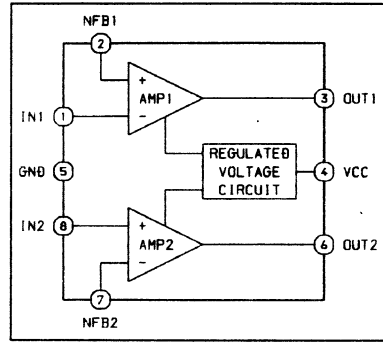 NFB1
2
+
AMP1
-
3 OUT1
IN1 1
REGULATED
VOLTAGE
CIRCUIT
4 VCC
GND 5
IN2 8
+
AMP2
-
6 OUT2
7
NFB2